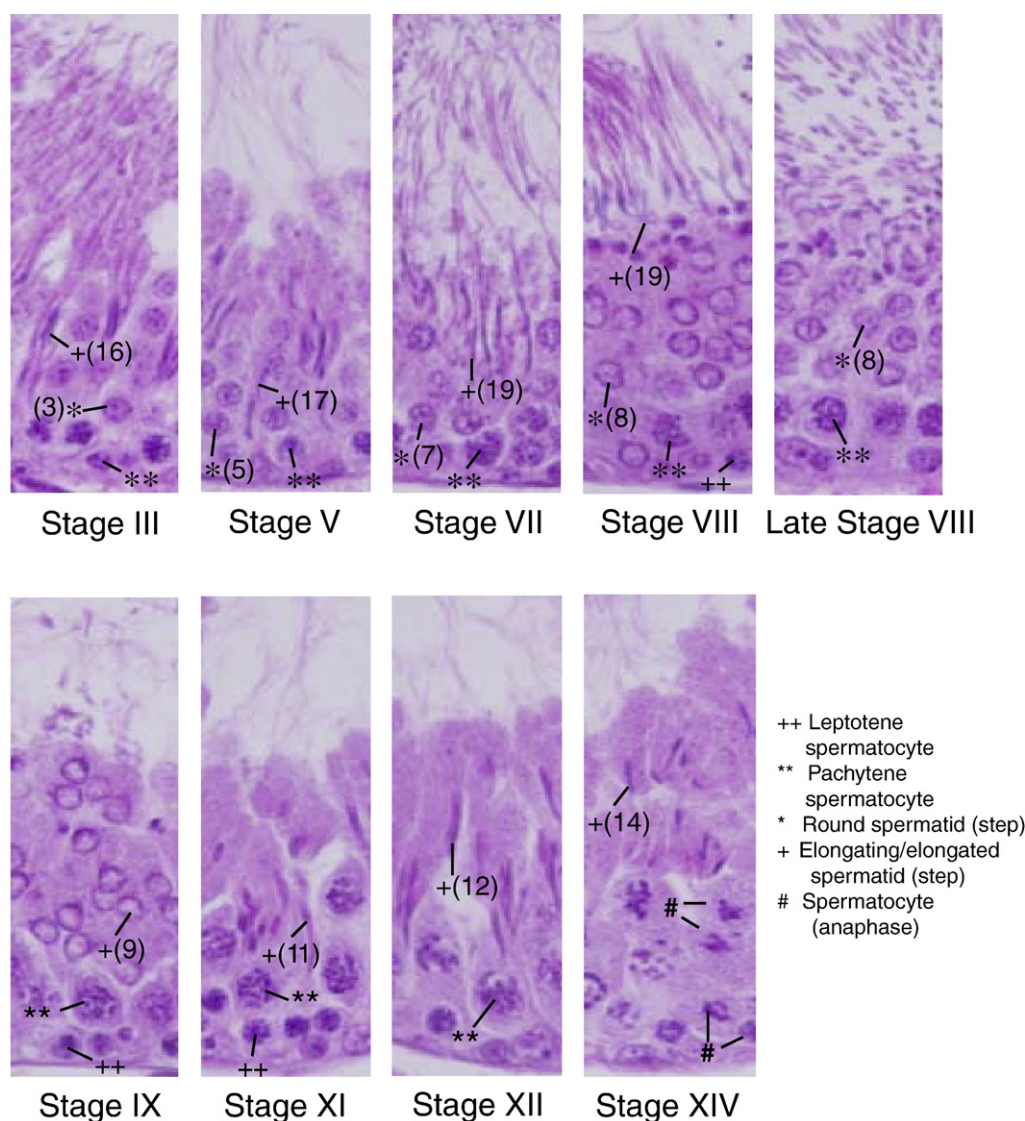 +(16)
(3)*
**
+(17)
*(5)
**
+(19)
*(7)
**
+(19)
*(8)
**
++
*(8)
**
Stage III
Stage V
Stage VII
Stage VIII
Late Stage VIII
+(9)
**
++
+(11)
**
++
+(12)
**
+(14)
#
#
Stage IX
Stage XI
Stage XII
Stage XIV
++ Leptotene
spermatocyte
** Pachytene
spermatocyte
* Round spermatid (step)
+ Elongating/elongated
spermatid (step)
# Spermatocyte
(anaphase)